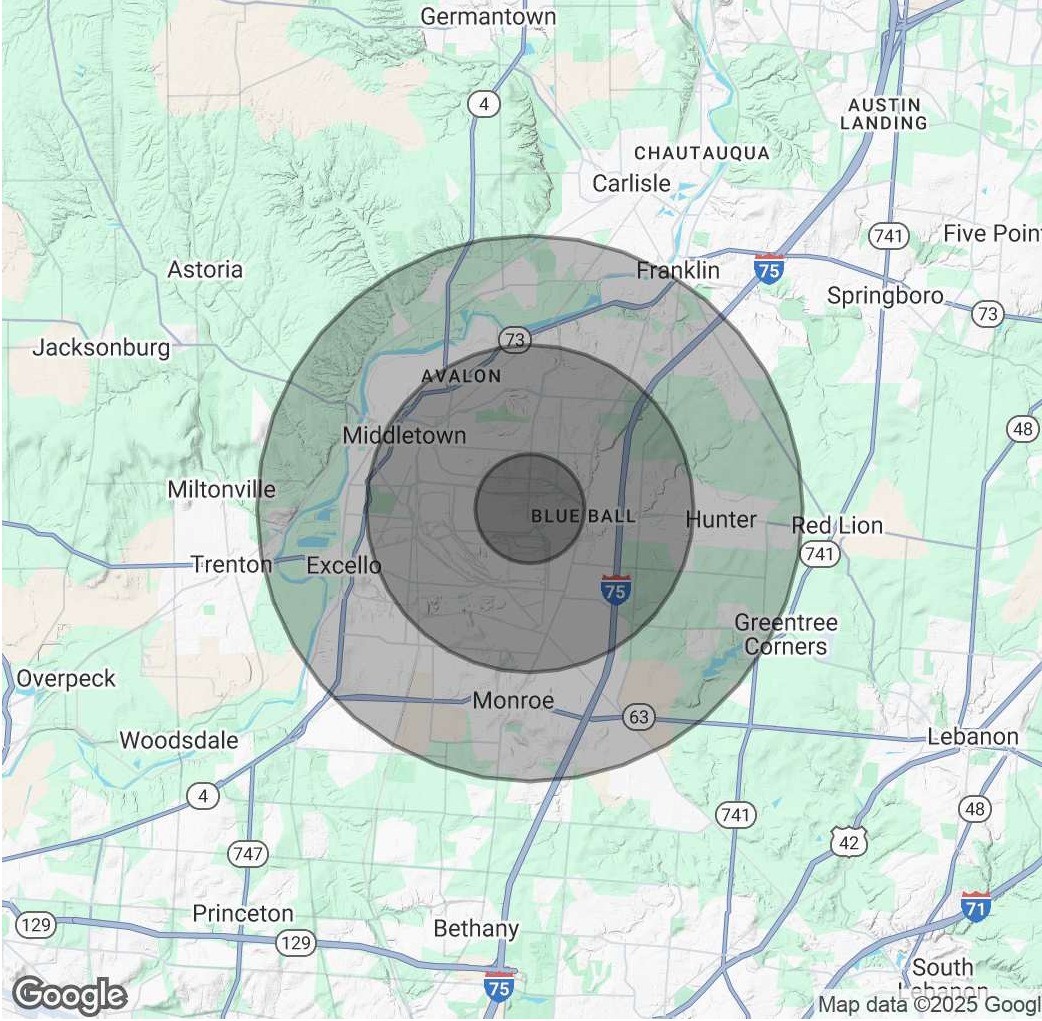 Germantown
4
AUSTIN
LANDING
CHAUTAUQUA
Carlisle
741
Five Poin
Astoria
Franklin
75
Springboro
73
73
Jacksonburg
AVALON
48
Middletown
Miltonville
BLUE BALL
Hunter
Red Lion
741
Trenton
Excello
75
Greentree
Corners
Overpeck
Monroe
63
Woodsdale
Lebanon
4
48
741
42
747
71
Princeton
129
129
Bethany
75
South
Lebanon
Google
Map data ©2025 Googl